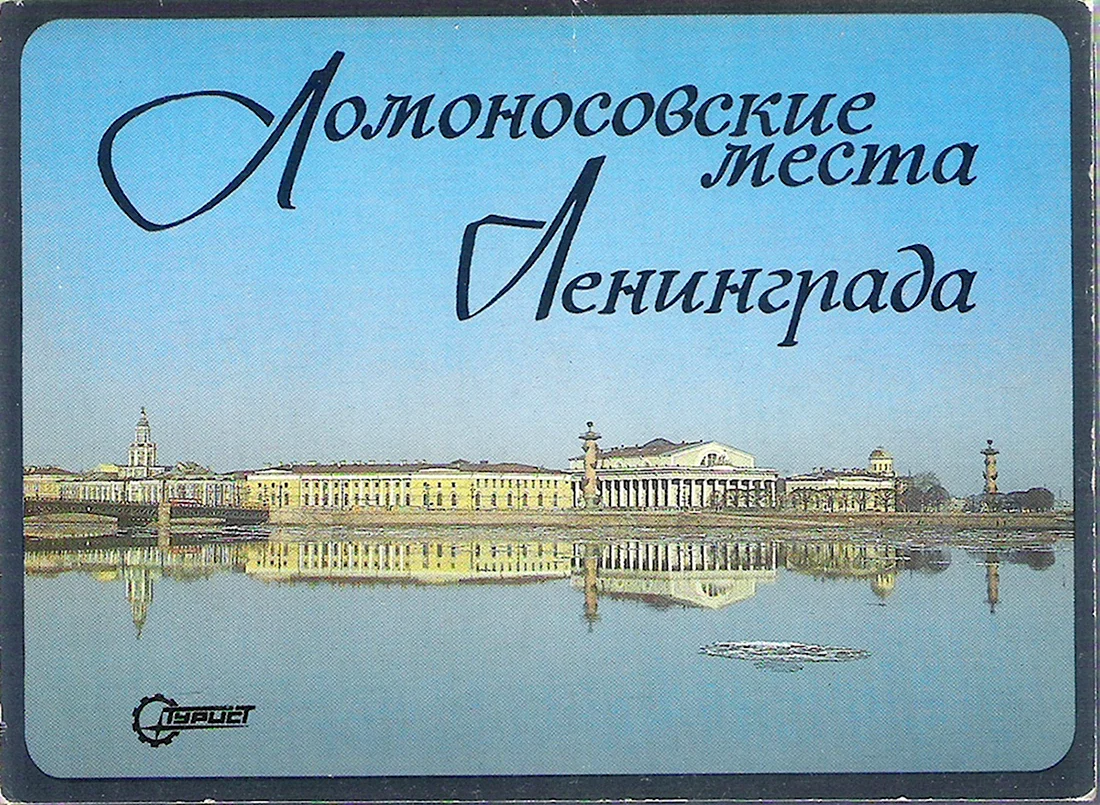 Ломоносовские
места
Ленинграда
ТУРИСТ